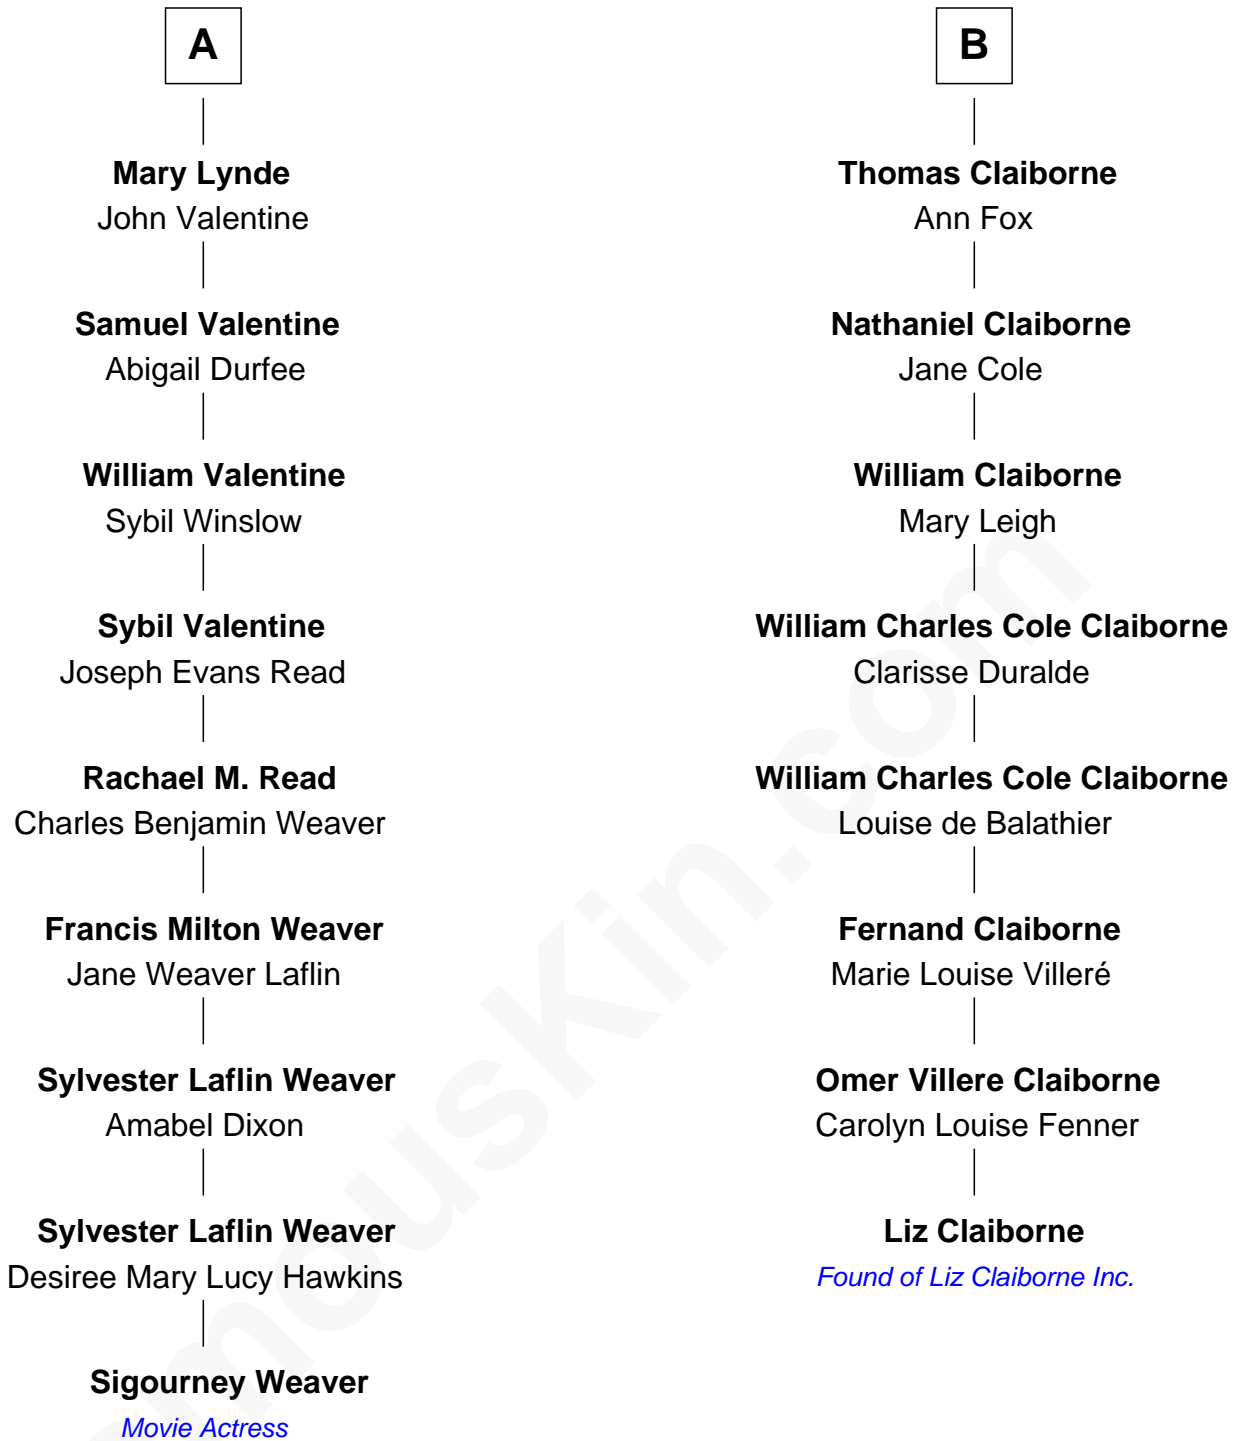 A
Mary Lynde
John Valentine
Samuel Valentine
Abigail Durfee
William Valentine
Sybil Winslow
Sybil Valentine
Joseph Evans Read
Rachael M. Read
Charles Benjamin Weaver
Francis Milton Weaver
Jane Weaver Laflin
Sylvester Laflin Weaver
Amabel Dixon
Sylvester Laflin Weaver
Desiree Mary Lucy Hawkins
Sigourney Weaver
Movie Actress
B
Thomas Claiborne
Ann Fox
Nathaniel Claiborne
Jane Cole
William Claiborne
Mary Leigh
William Charles Cole Claiborne
Clarisse Duralde
William Charles Cole Claiborne
Louise de Balathier
Fernand Claiborne
Marie Louise Villeré
Omer Villere Claiborne
Carolyn Louise Fenner
Liz Claiborne
Found of Liz Claiborne Inc.
mousKin.com